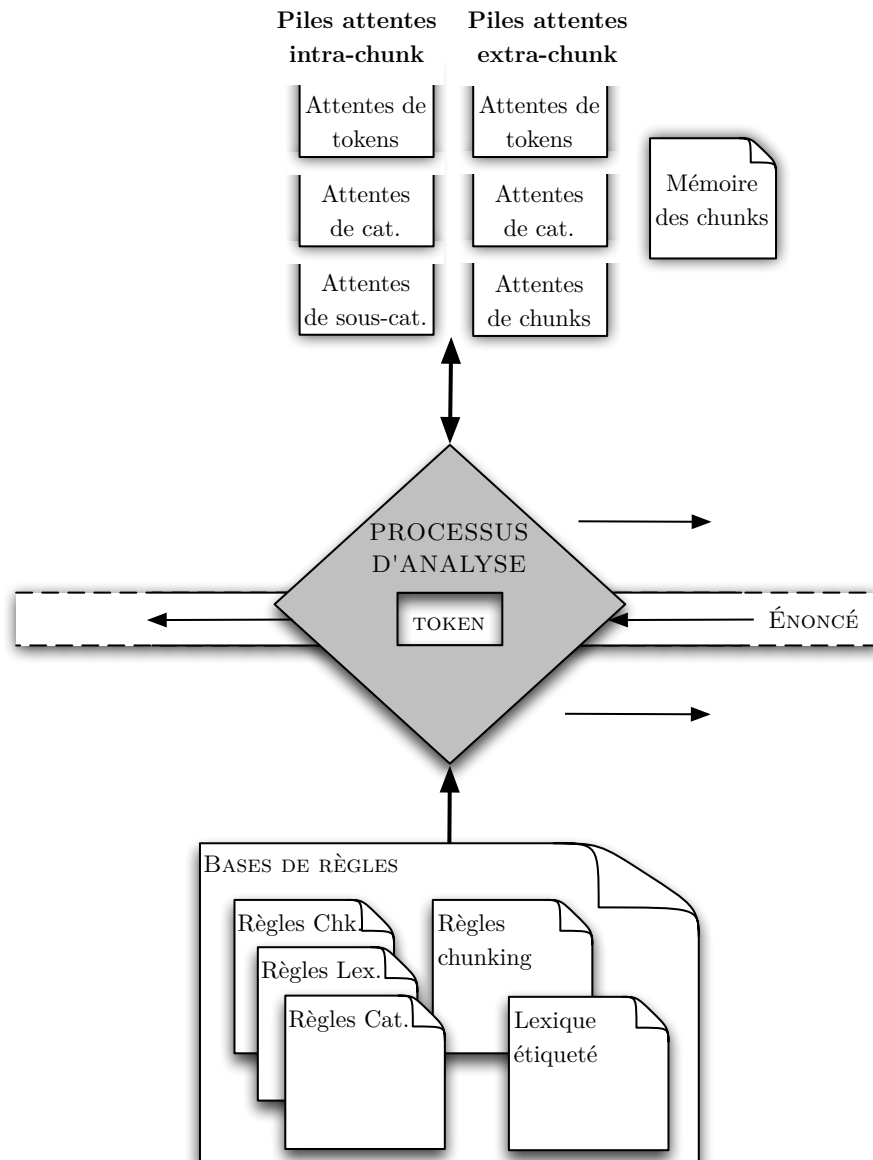 Piles attentes
intra-chunk
Piles attentes
extra-chunk
Attentes de
tokens
Attentes
de cat.
Attentes
de sous-cat.
Attentes de
tokens
Attentes
de cat.
Attentes
de chunks
Mémoire
des chunks
PROCESSUS
D'ANALYSE
TOKEN
ÉNONCÉ
BASES DE RÈGLES
Règles Chk.
Règles Lex.
Règles Cat.
Règles
chunking
Lexique
étiqueté